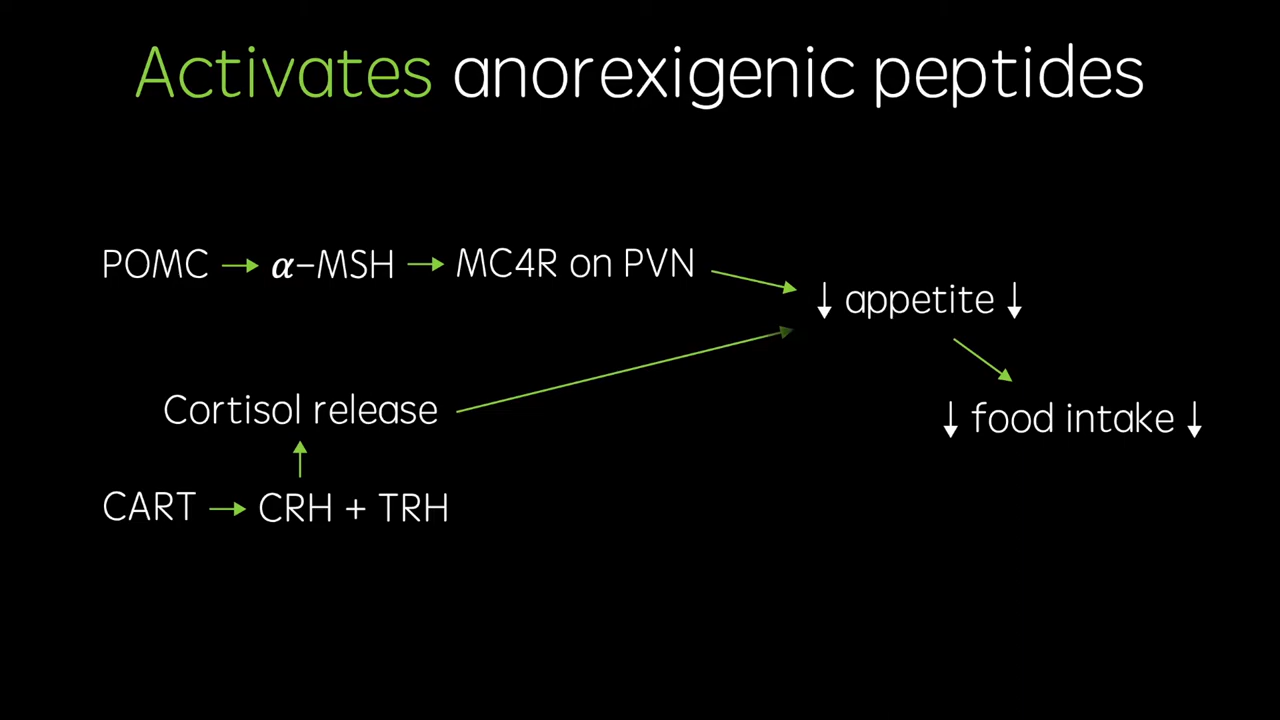 Activates anorexigenic peptides
POMC → α-MSH → MC4R on PVN
↓ appetite ↓
Cortisol release
↓ food intake ↓
CART → CRH + TRH